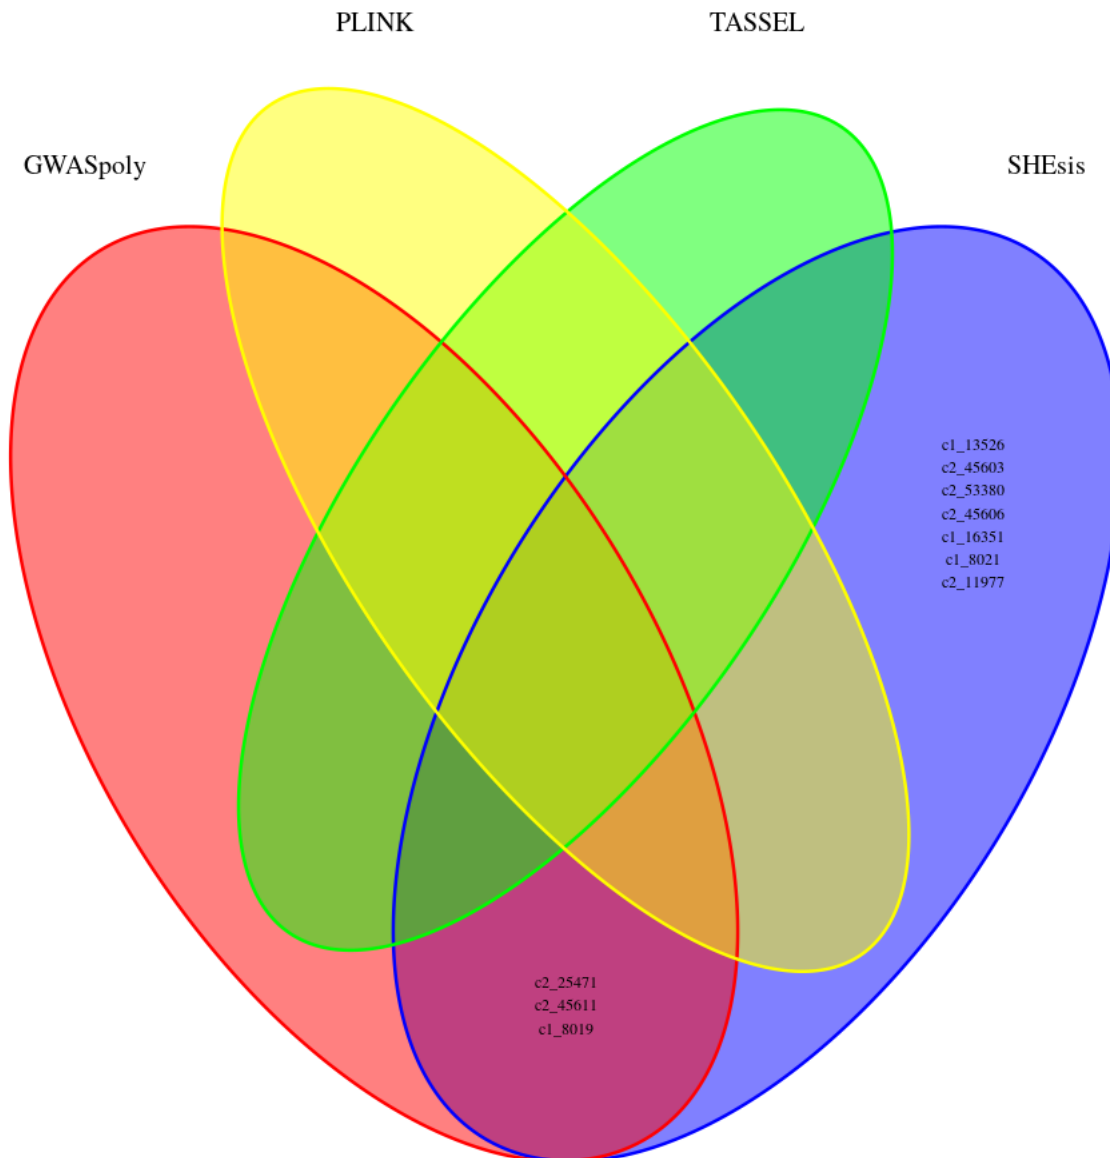 PLINK
TASSEL
GWASpoly
SHEsis
c1_13526
c2_45603
c2_53380
c2_45606
c1_16351
c1_8021
c2_11977
c2_25471
c2_45611
c1_8019